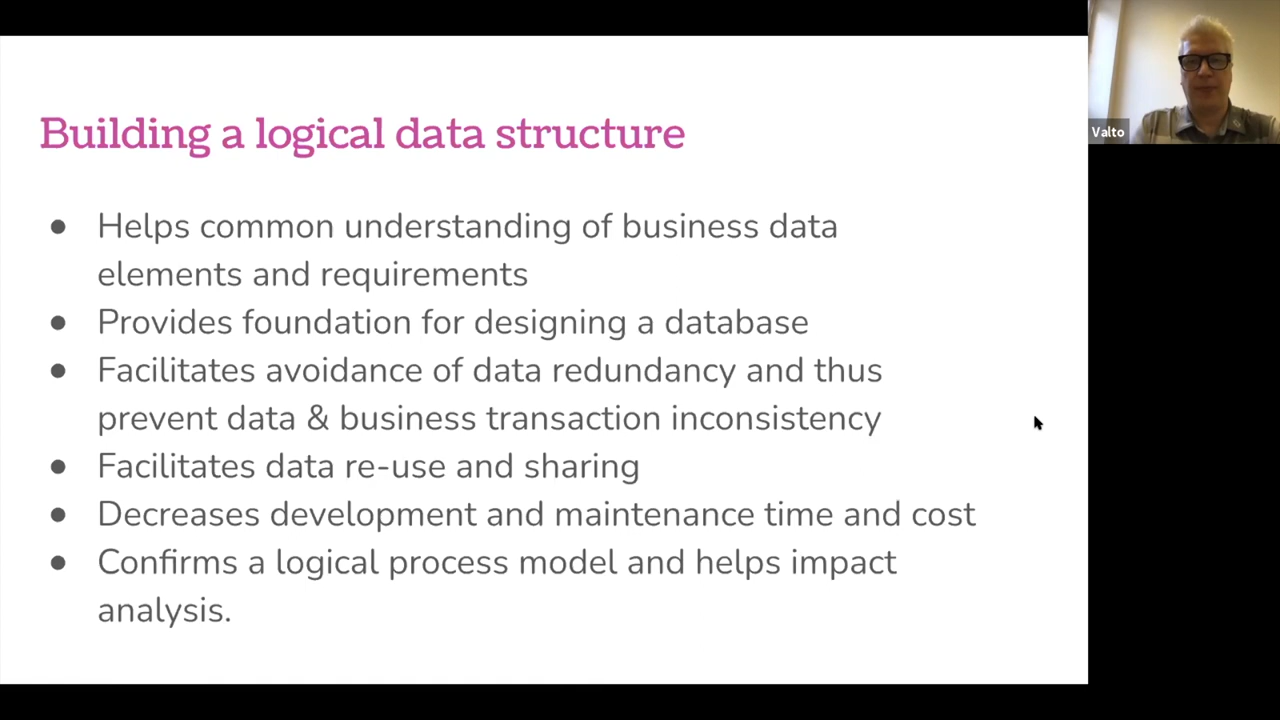 Building a logical data structure
● Helps common understanding of business data
elements and requirements
● Provides foundation for designing a database
● Facilitates avoidance of data redundancy and thus
prevent data & business transaction inconsistency
● Facilitates data re-use and sharing
● Decreases development and maintenance time and cost
● Confirms a logical process model and helps impact
analysis.
Valto